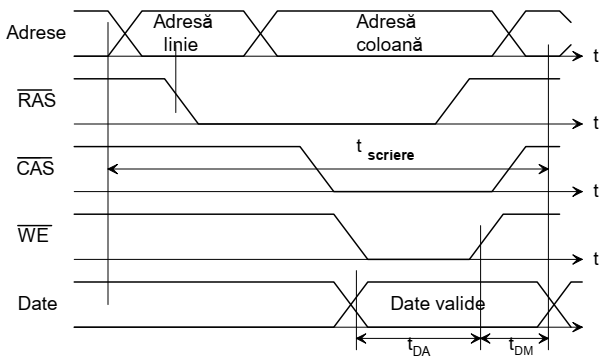 Adrese
Adresă
linie
Adresă
coloană
t
RAS
t
CAS
t scriere
t
WE
t
Date
Date valide
t
tDA
tDM